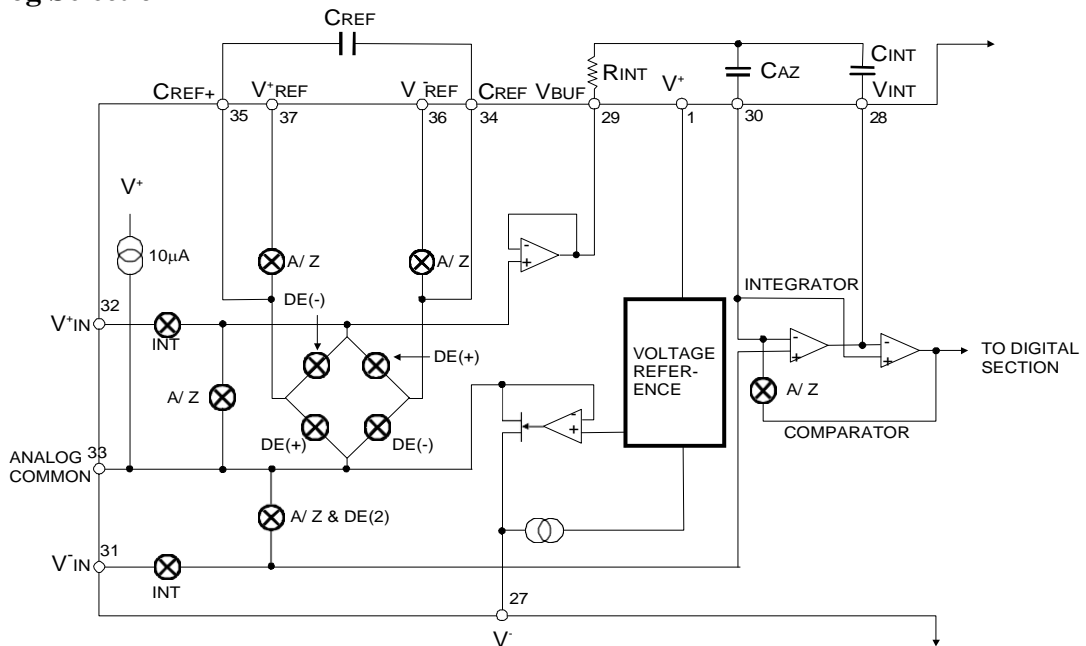 CREF
RINT
CAZ
CINT
CREF+
V+REF
V-REF
CREF
VBUF
V+
VINT
35
37
36
34
29
1
30
28
V+
10µA
A/Z
A/Z
DE(-)
32
V+IN
INT
DE(+)
A/Z
INTEGRATOR
VOLTAGE
REFER-
ENCE
TO DIGITAL
SECTION
A/Z
COMPARATOR
DE(+)
DE(-)
33
ANALOG
COMMON
A/Z & DE(2)
31
V-IN
INT
27
V-